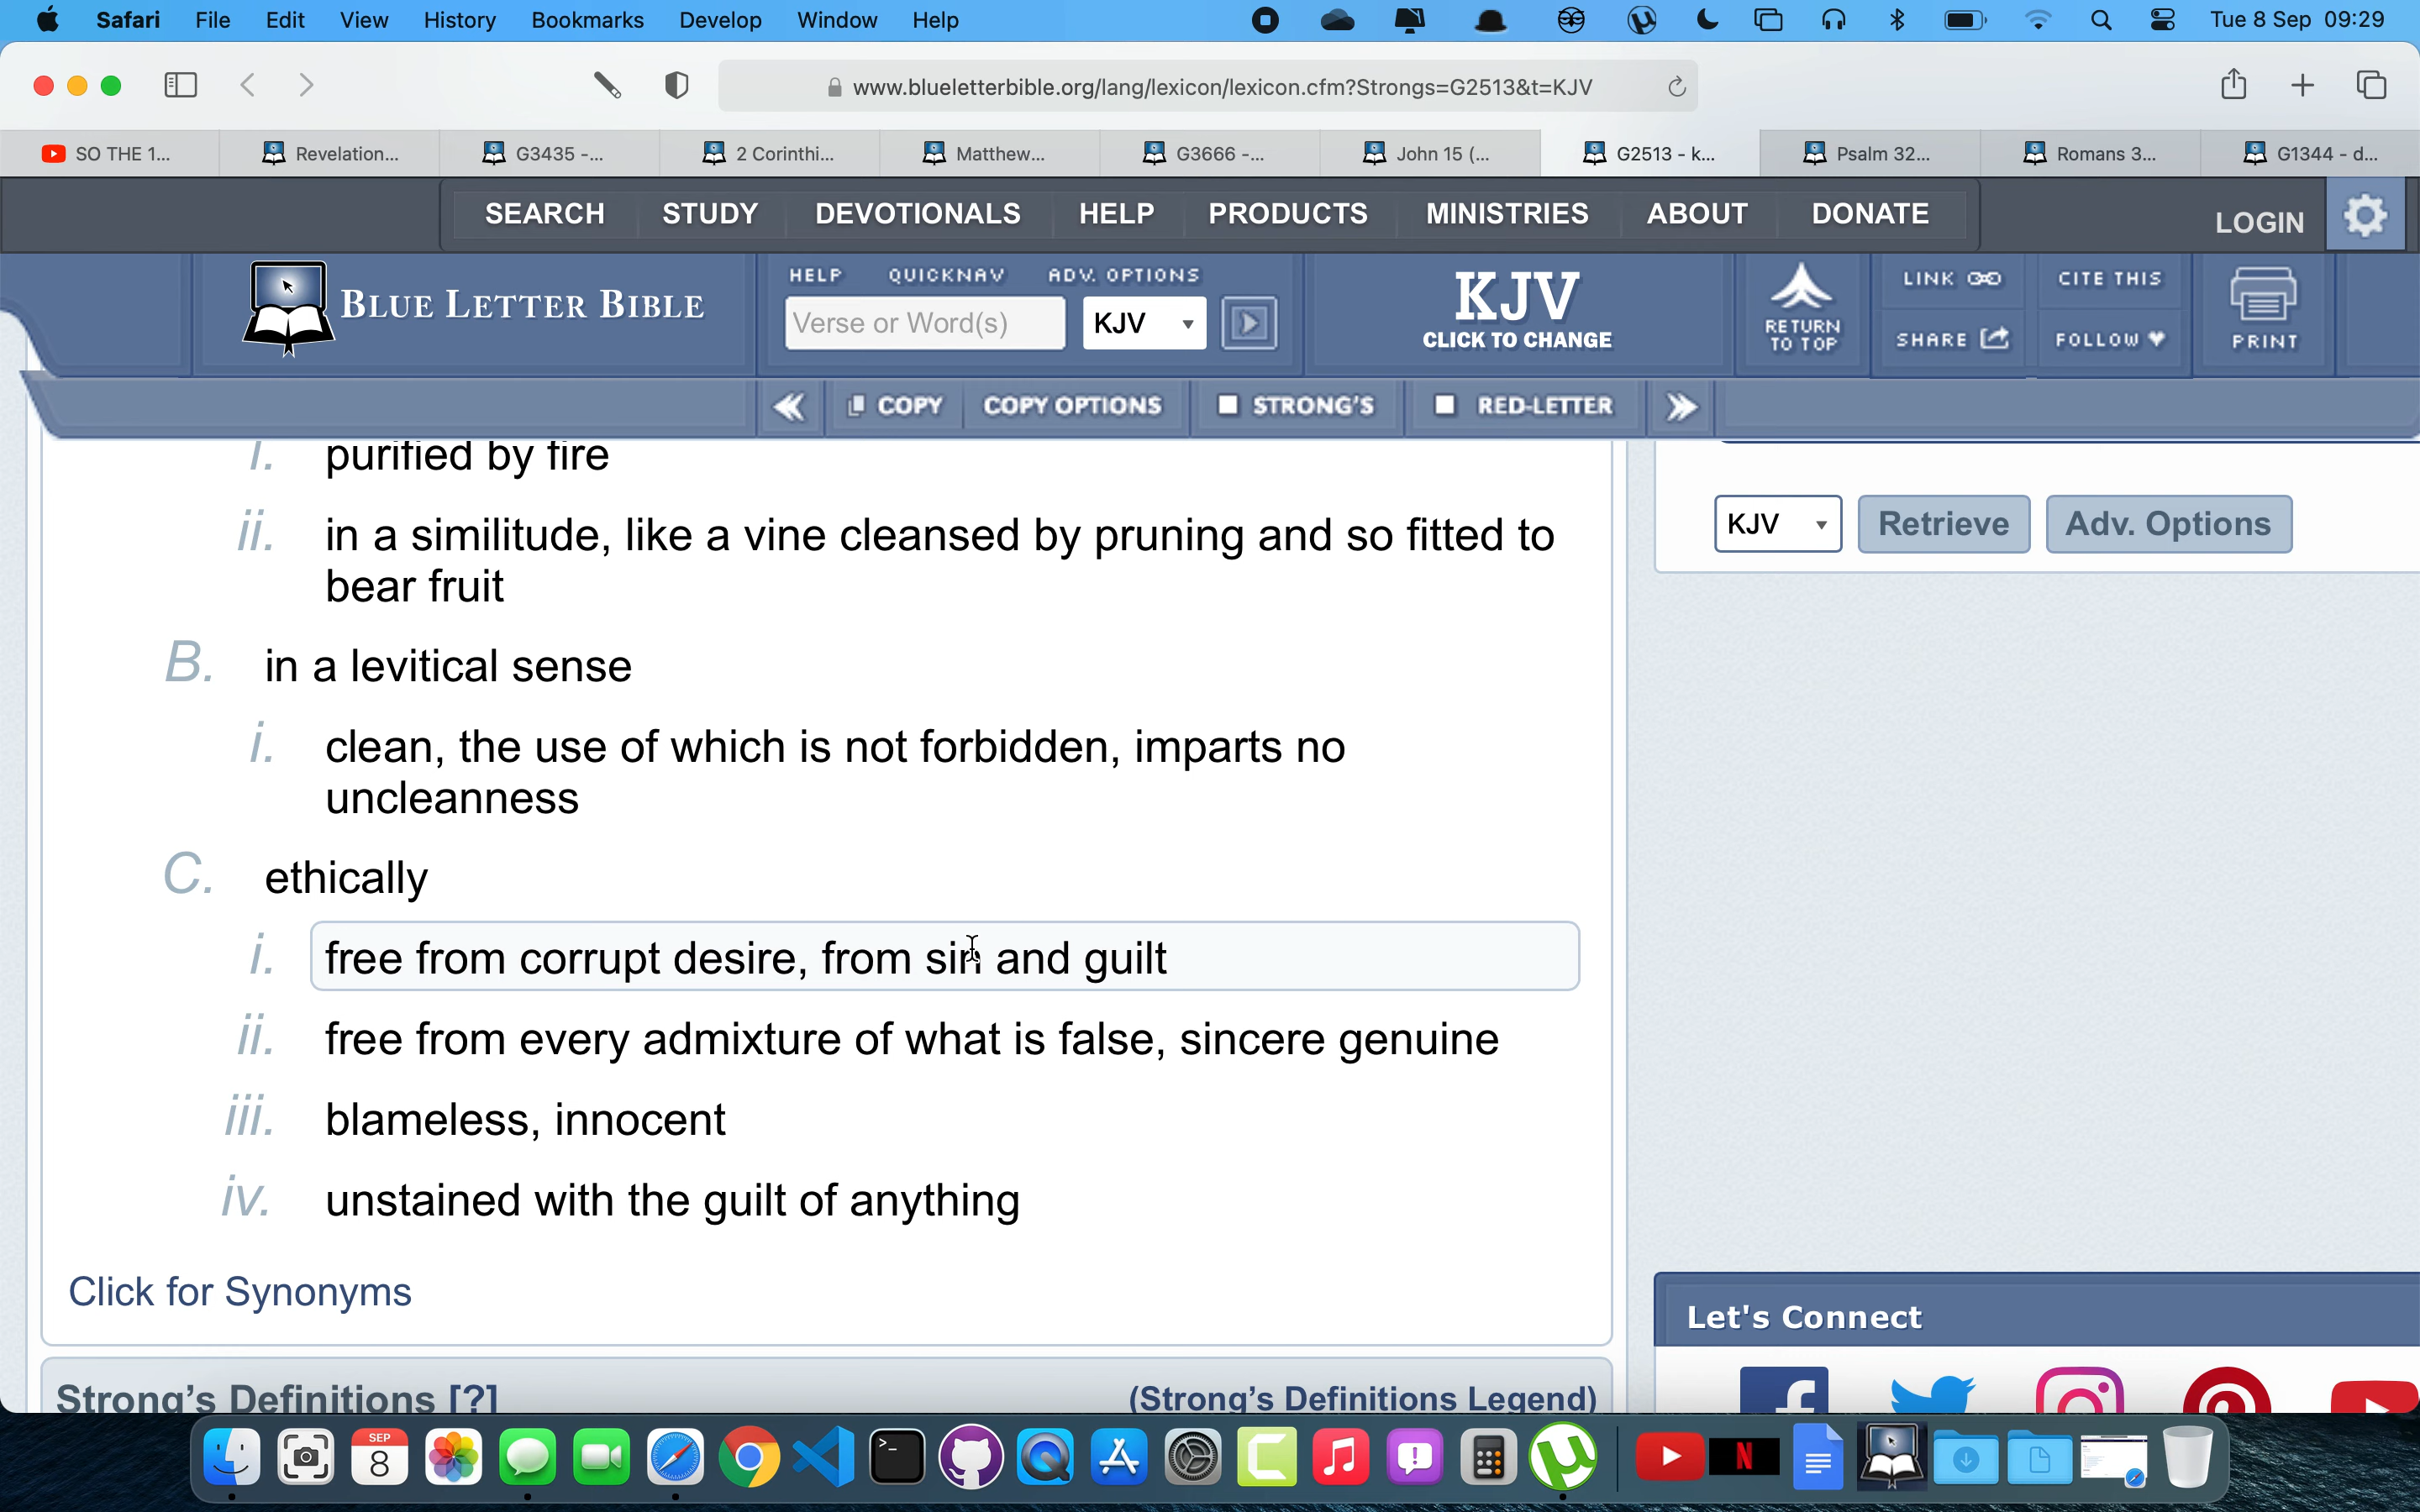 Safari File Edit View History Bookmarks Develop Window Help Tue 8 Sep 09:29
www.blueletterbible.org/lang/lexicon/lexicon.cfm?Strongs=G2513&t=KJV
SO THE 1... Revelation... G3435 -... 2 Corinthi... Matthew... G3666 -... John 15 (... G2513 - k... Psalm 32... Romans 3... G1344 - d...
SEARCH STUDY DEVOTIONALS HELP PRODUCTS MINISTRIES ABOUT DONATE LOGIN
BLUE LETTER BIBLE
HELP QUICKNAV ADV. OPTIONS
Verse or Word(s) KJV
KJV
CLICK TO CHANGE
RETURN
TO TOP
LINK CITE THIS
SHARE FOLLOW
PRINT
COPY COPY OPTIONS STRONG'S RED-LETTER
i. purified by fire
ii. in a similitude, like a vine cleansed by pruning and so fitted to
bear fruit
B. in a levitical sense
i. clean, the use of which is not forbidden, imparts no
uncleanness
C. ethically
i. free from corrupt desire, from sin and guilt
ii. free from every admixture of what is false, sincere genuine
iii. blameless, innocent
iv. unstained with the guilt of anything
Click for Synonyms
Strong's Definitions [?] (Strong's Definitions Legend)
KJV Retrieve Adv. Options
Let's Connect
SEP
8
N